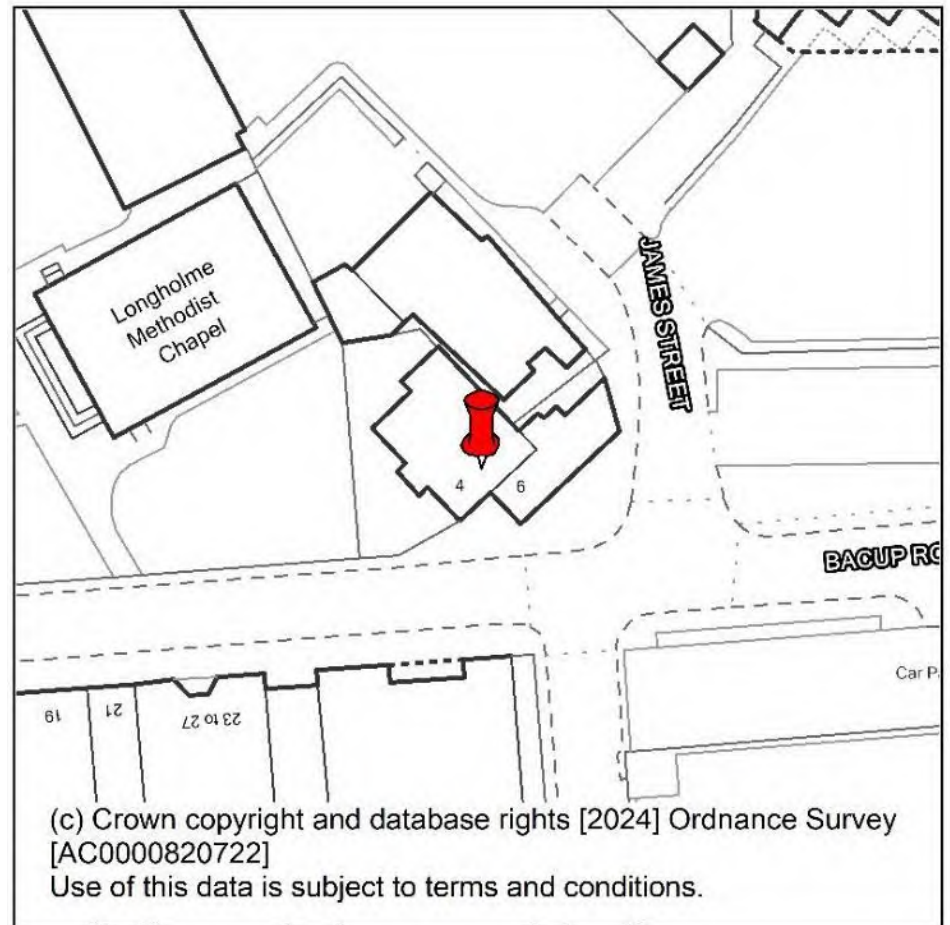 Longholme
Methodist
Chapel
JAMES STREET
4
6
BACUP RO
Car P
19
21
23 to 27
(c) Crown copyright and database rights [2024] Ordnance Survey
[AC0000820722]
Use of this data is subject to terms and conditions.